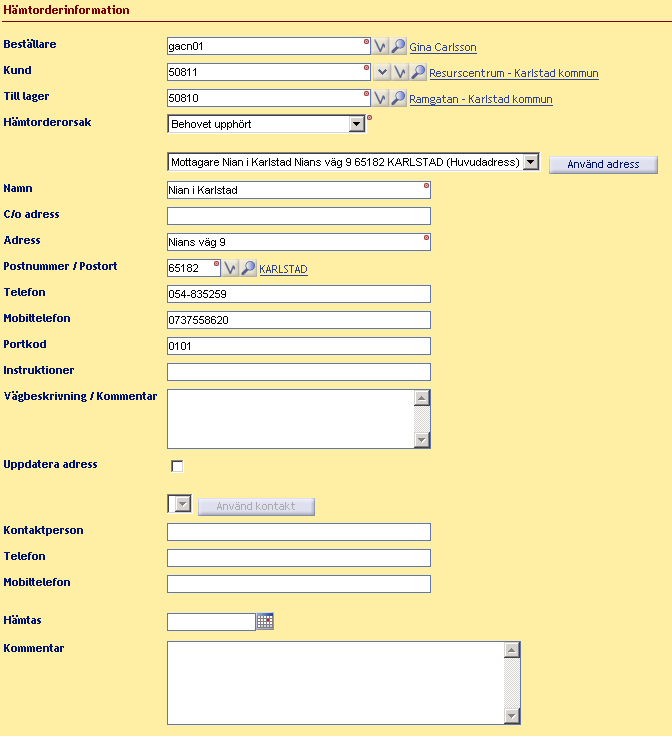 Hämtorderinformation
Beställare gacn01 Gina Carlsson
Kund 50811 Resurscentrum - Karlstad kommun
Till lager 50810 Ramgatan - Karlstad kommun
Hämtorderorsak Behovet upphört
Mottagare Nian i Karlstad Nians väg 9 65182 KARLSTAD (Huvudadress) Använd adress
Namn Nian i Karlstad
C/o adress
Adress Nians väg 9
Postnummer / Postort 65182 KARLSTAD
Telefon 054-835259
Mobiltelefon 0737558620
Portkod 0101
Instruktioner
Vägbeskrivning / Kommentar
Uppdatera adress
Använd kontakt
Kontaktperson
Telefon
Mobiltelefon
Hämtas
Kommentar